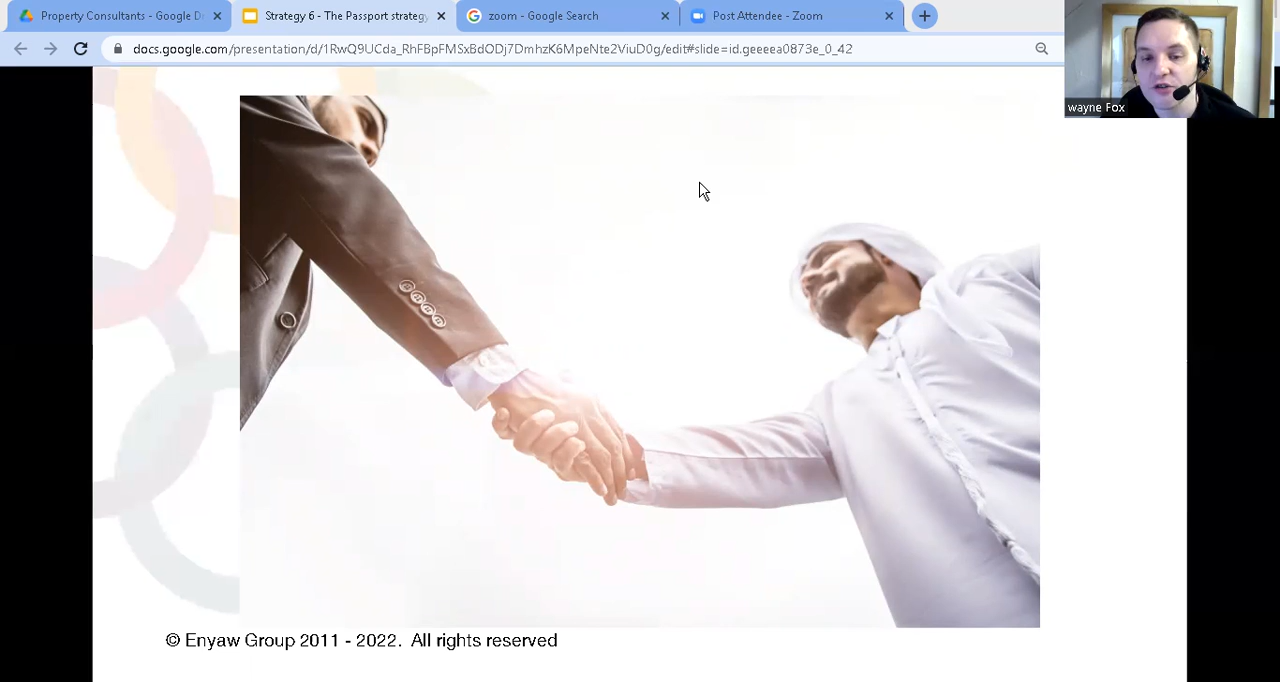 Property Consultants - Google Dr
Strategy 6 - The Passport strateg
zoom - Google Search
Post Attendee - Zoom
docs.google.com/presentation/d/1RwQ9UCda_RhFBpFMSxBdODj7DmhzK6MpeNte2ViuD0g/edit#slide=id.geeeea0873e_0_42
wayne Fox
© Enyaw Group 2011 - 2022. All rights reserved